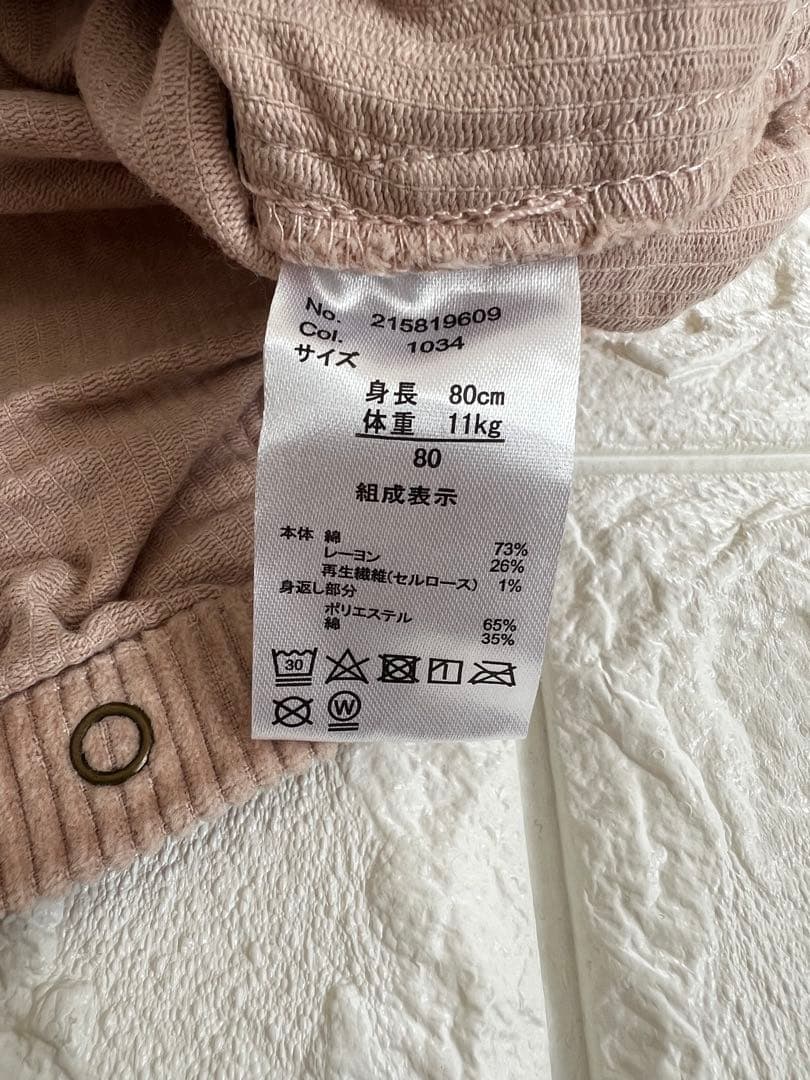 No. 215819609
Col. 1034
サイズ
身長 80cm
体重 11kg
80
組成表示
本体 綿 73%
レーヨン 26%
再生繊維(セルロース) 1%
身返し部分
ポリエステル 65%
綿 35%
30
W